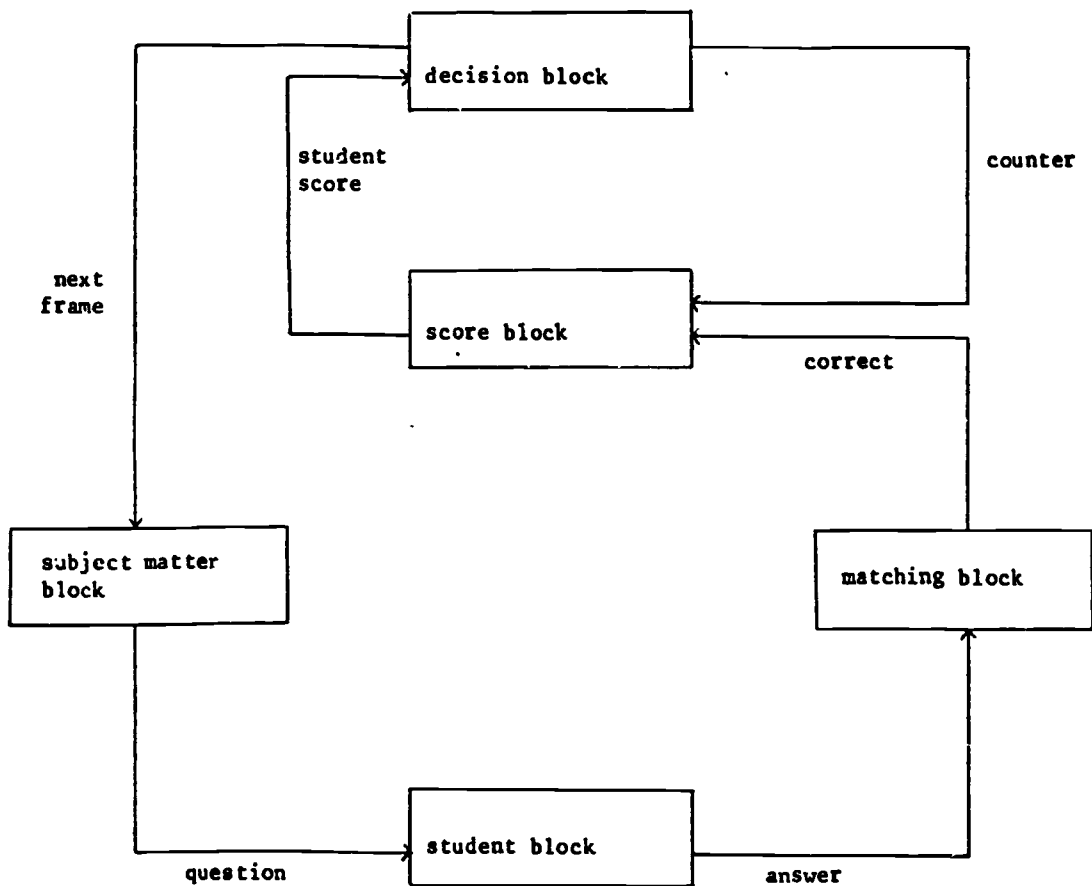 decision block
student
score
counter
next
frame
score block
correct
subject matter
block
matching block
student block
question
answer